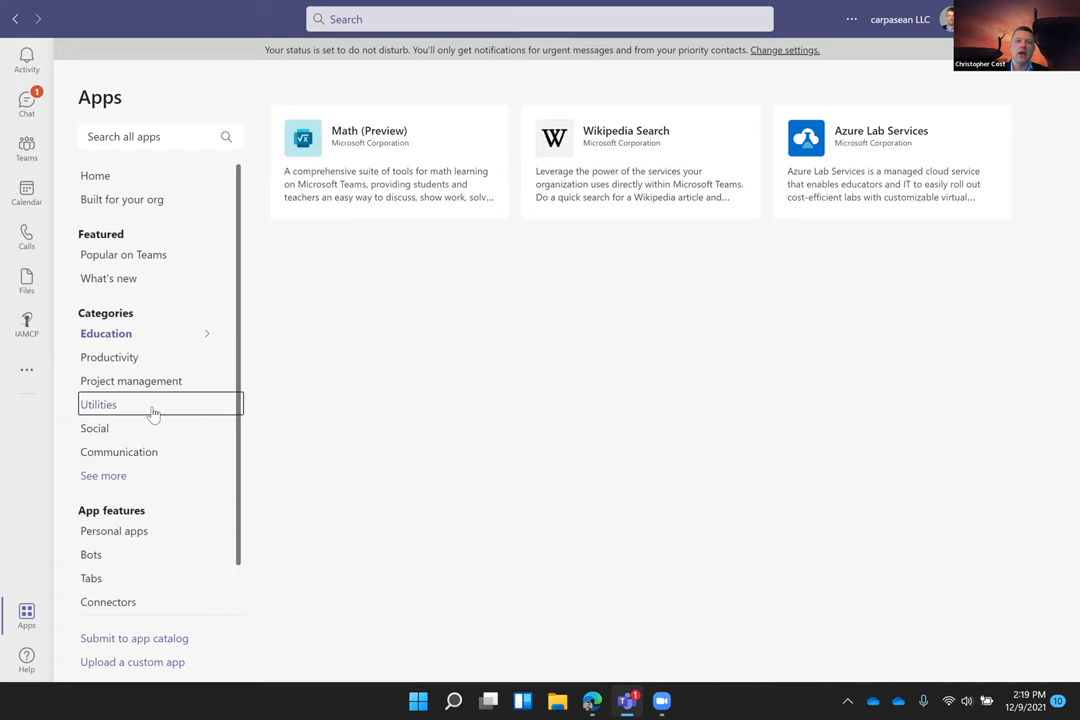 Search
carpasean LLC
Your status is set to do not disturb. You'll only get notifications for urgent messages and from your priority contacts. Change settings.
Christopher Cost
Activity
1
Chat
Teams
Calendar
Calls
Files
IAMCP
Apps
Help
Apps
Search all apps
Home
Built for your org
Featured
Popular on Teams
What's new
Categories
Education
Productivity
Project management
Utilities
Social
Communication
See more
App features
Personal apps
Bots
Tabs
Connectors
Submit to app catalog
Upload a custom app
Math (Preview)
Microsoft Corporation
A comprehensive suite of tools for math learning
on Microsoft Teams, providing students and
teachers an easy way to discuss, show work, solv...
W
Wikipedia Search
Microsoft Corporation
Leverage the power of the services your
organization uses directly within Microsoft Teams.
Do a quick search for a Wikipedia article and...
Azure Lab Services
Microsoft Corporation
Azure Lab Services is a managed cloud service
that enables educators and IT to easily roll out
cost-efficient labs with customizable virtual...
1
2:19 PM
12/9/2021
10